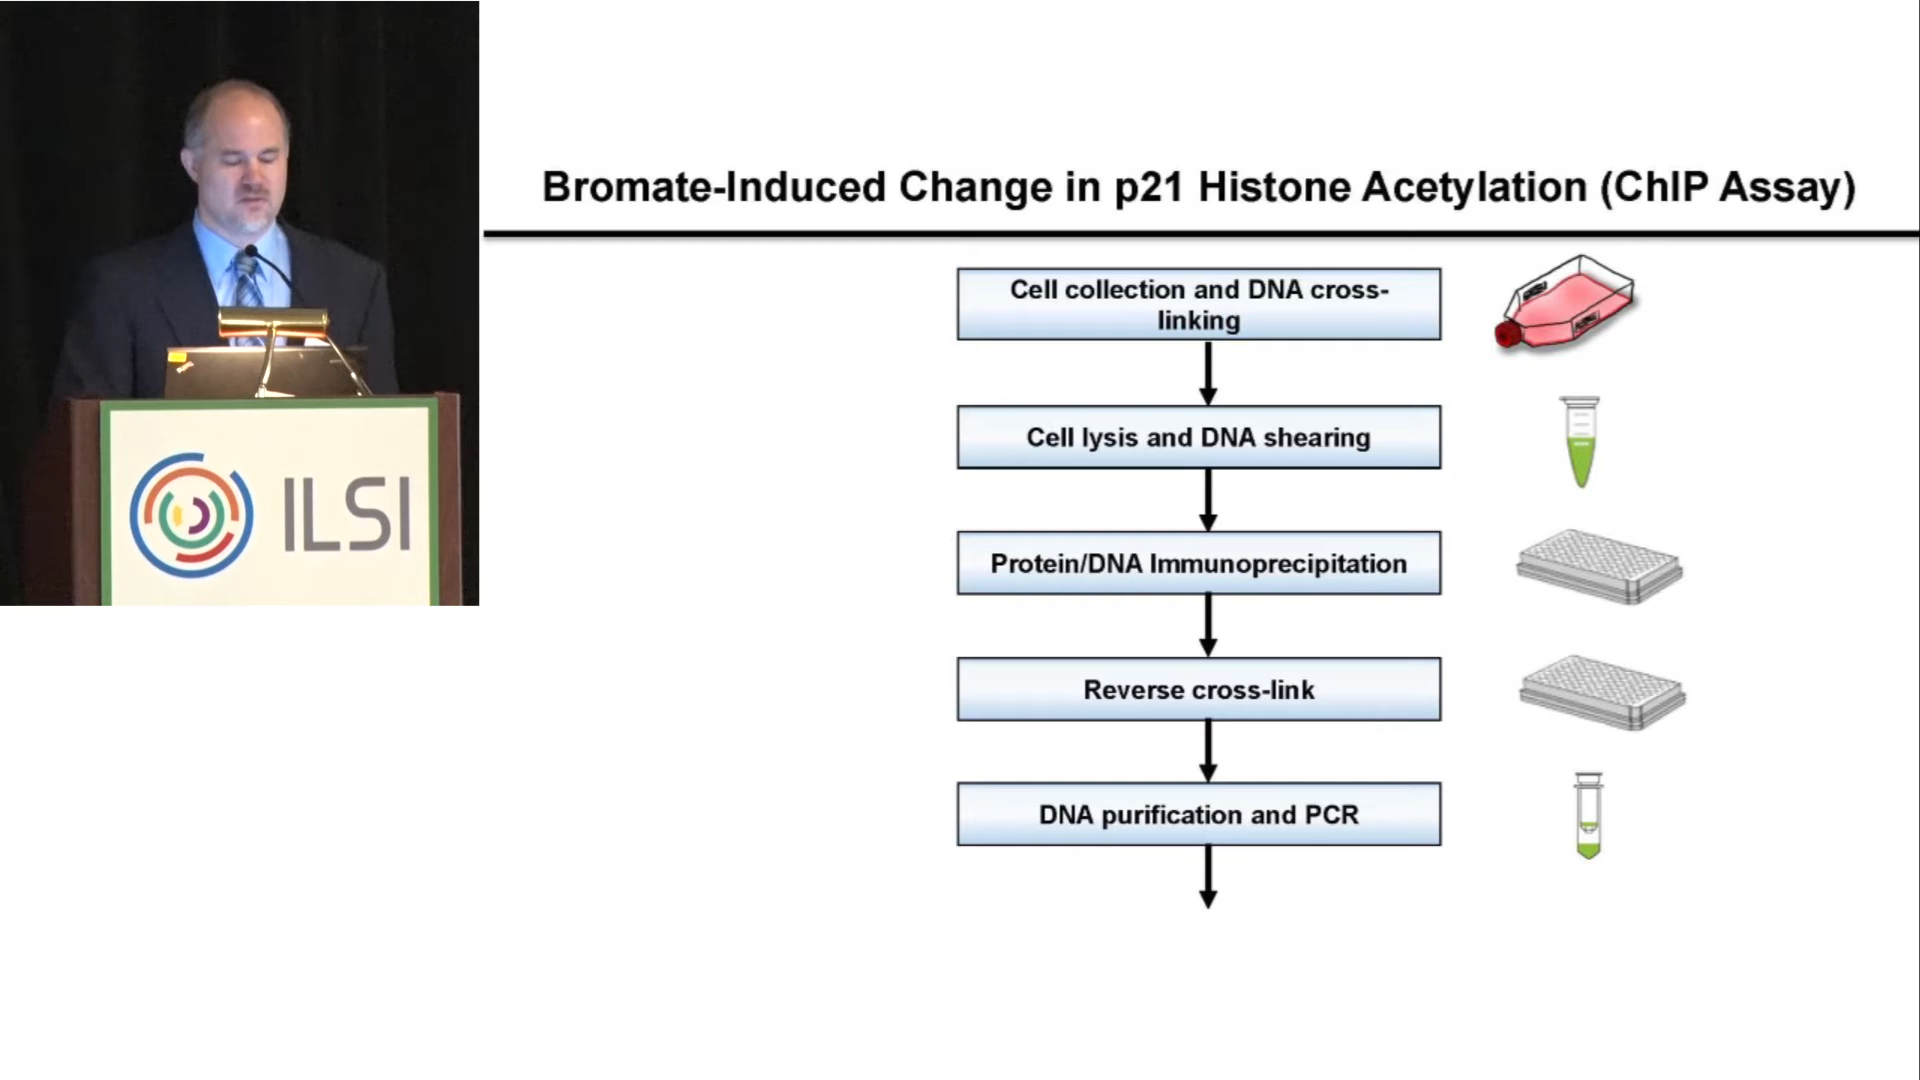 Bromate-Induced Change in p21 Histone Acetylation (ChIP Assay)
Cell collection and DNA cross-
linking
Cell lysis and DNA shearing
Protein/DNA Immunoprecipitation
Reverse cross-link
DNA purification and PCR
ILSI